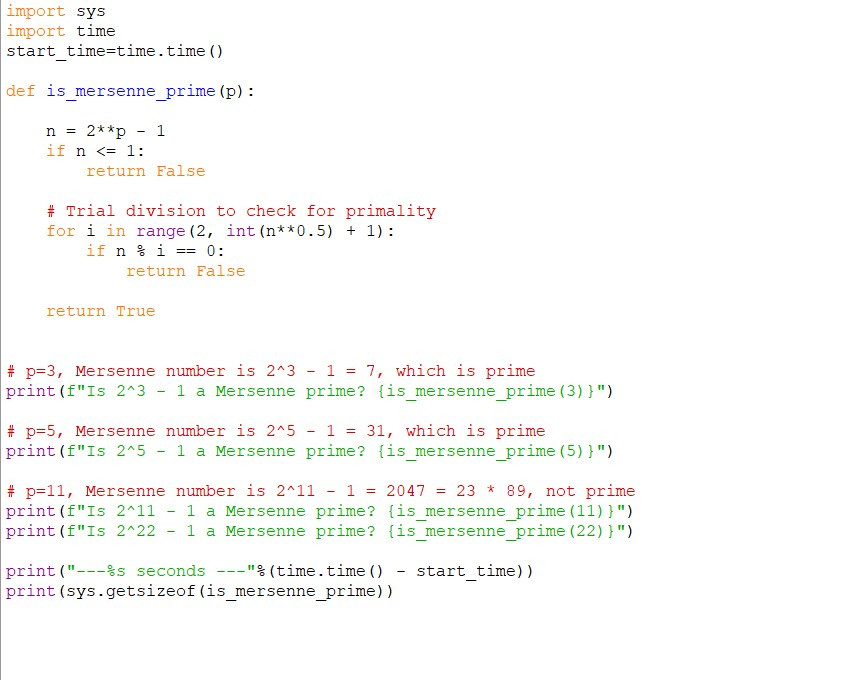 import sys
import time
start_time=time.time()
def is_mersenne_prime(p):
    n = 2**p - 1
    if n <= 1:
        return False
    # Trial division to check for primality
    for i in range(2, int(n**0.5) + 1):
        if n % i == 0:
            return False
    return True
# p=3, Mersenne number is 2^3 - 1 = 7, which is prime
print(f"Is 2^3 - 1 a Mersenne prime? {is_mersenne_prime(3)}")
# p=5, Mersenne number is 2^5 - 1 = 31, which is prime
print(f"Is 2^5 - 1 a Mersenne prime? {is_mersenne_prime(5)}")
# p=11, Mersenne number is 2^11 - 1 = 2047 = 23 * 89, not prime
print(f"Is 2^11 - 1 a Mersenne prime? {is_mersenne_prime(11)}")
print(f"Is 2^22 - 1 a Mersenne prime? {is_mersenne_prime(22)}")
print("---%s seconds ---"%(time.time() - start_time))
print(sys.getsizeof(is_mersenne_prime))